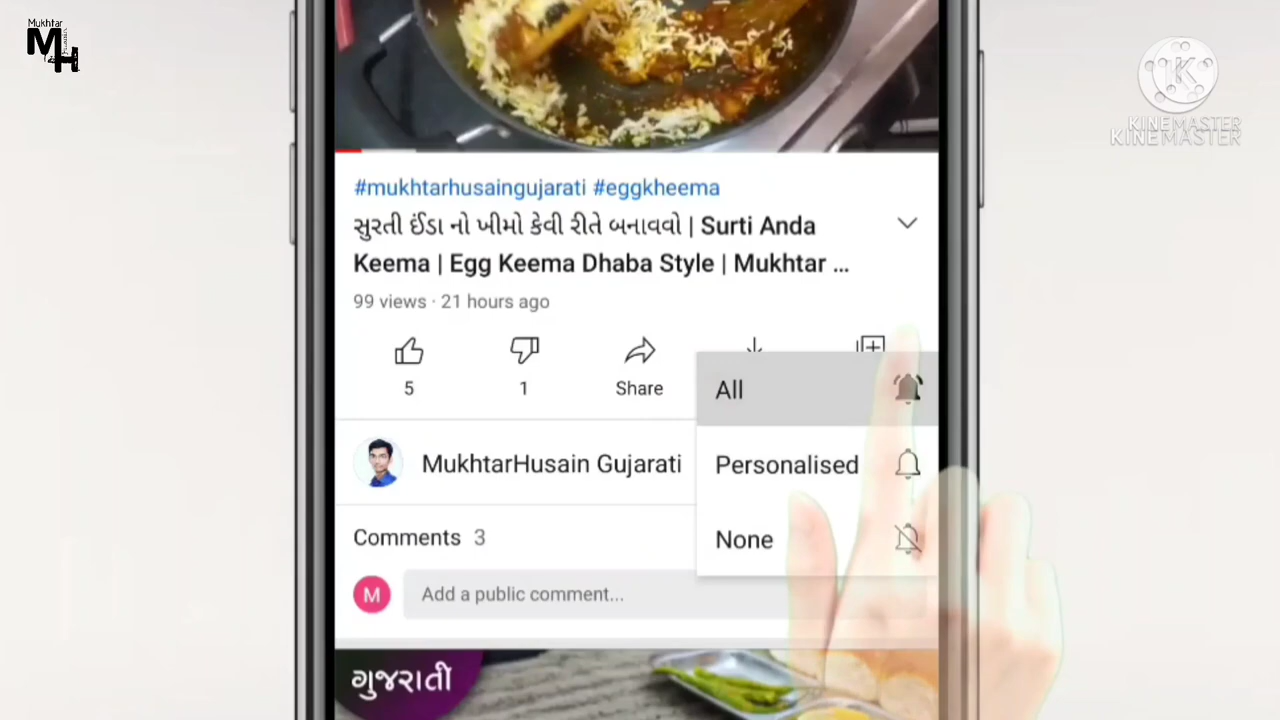 Mukhtar
MH
KINEMASTER
KINEMASTER
#mukhtarhusaingujarati #eggkheema
સુરતી ઈંડા નો ખીમો કેવી રીતે બનાવવો | Surti Anda
Keema | Egg Keema Dhaba Style | Mukhtar ...
99 views · 21 hours ago
5
1
Share
All
MukhtarHusain Gujarati
Personalised
Comments 3
None
M
Add a public comment...
ગુજરાતી